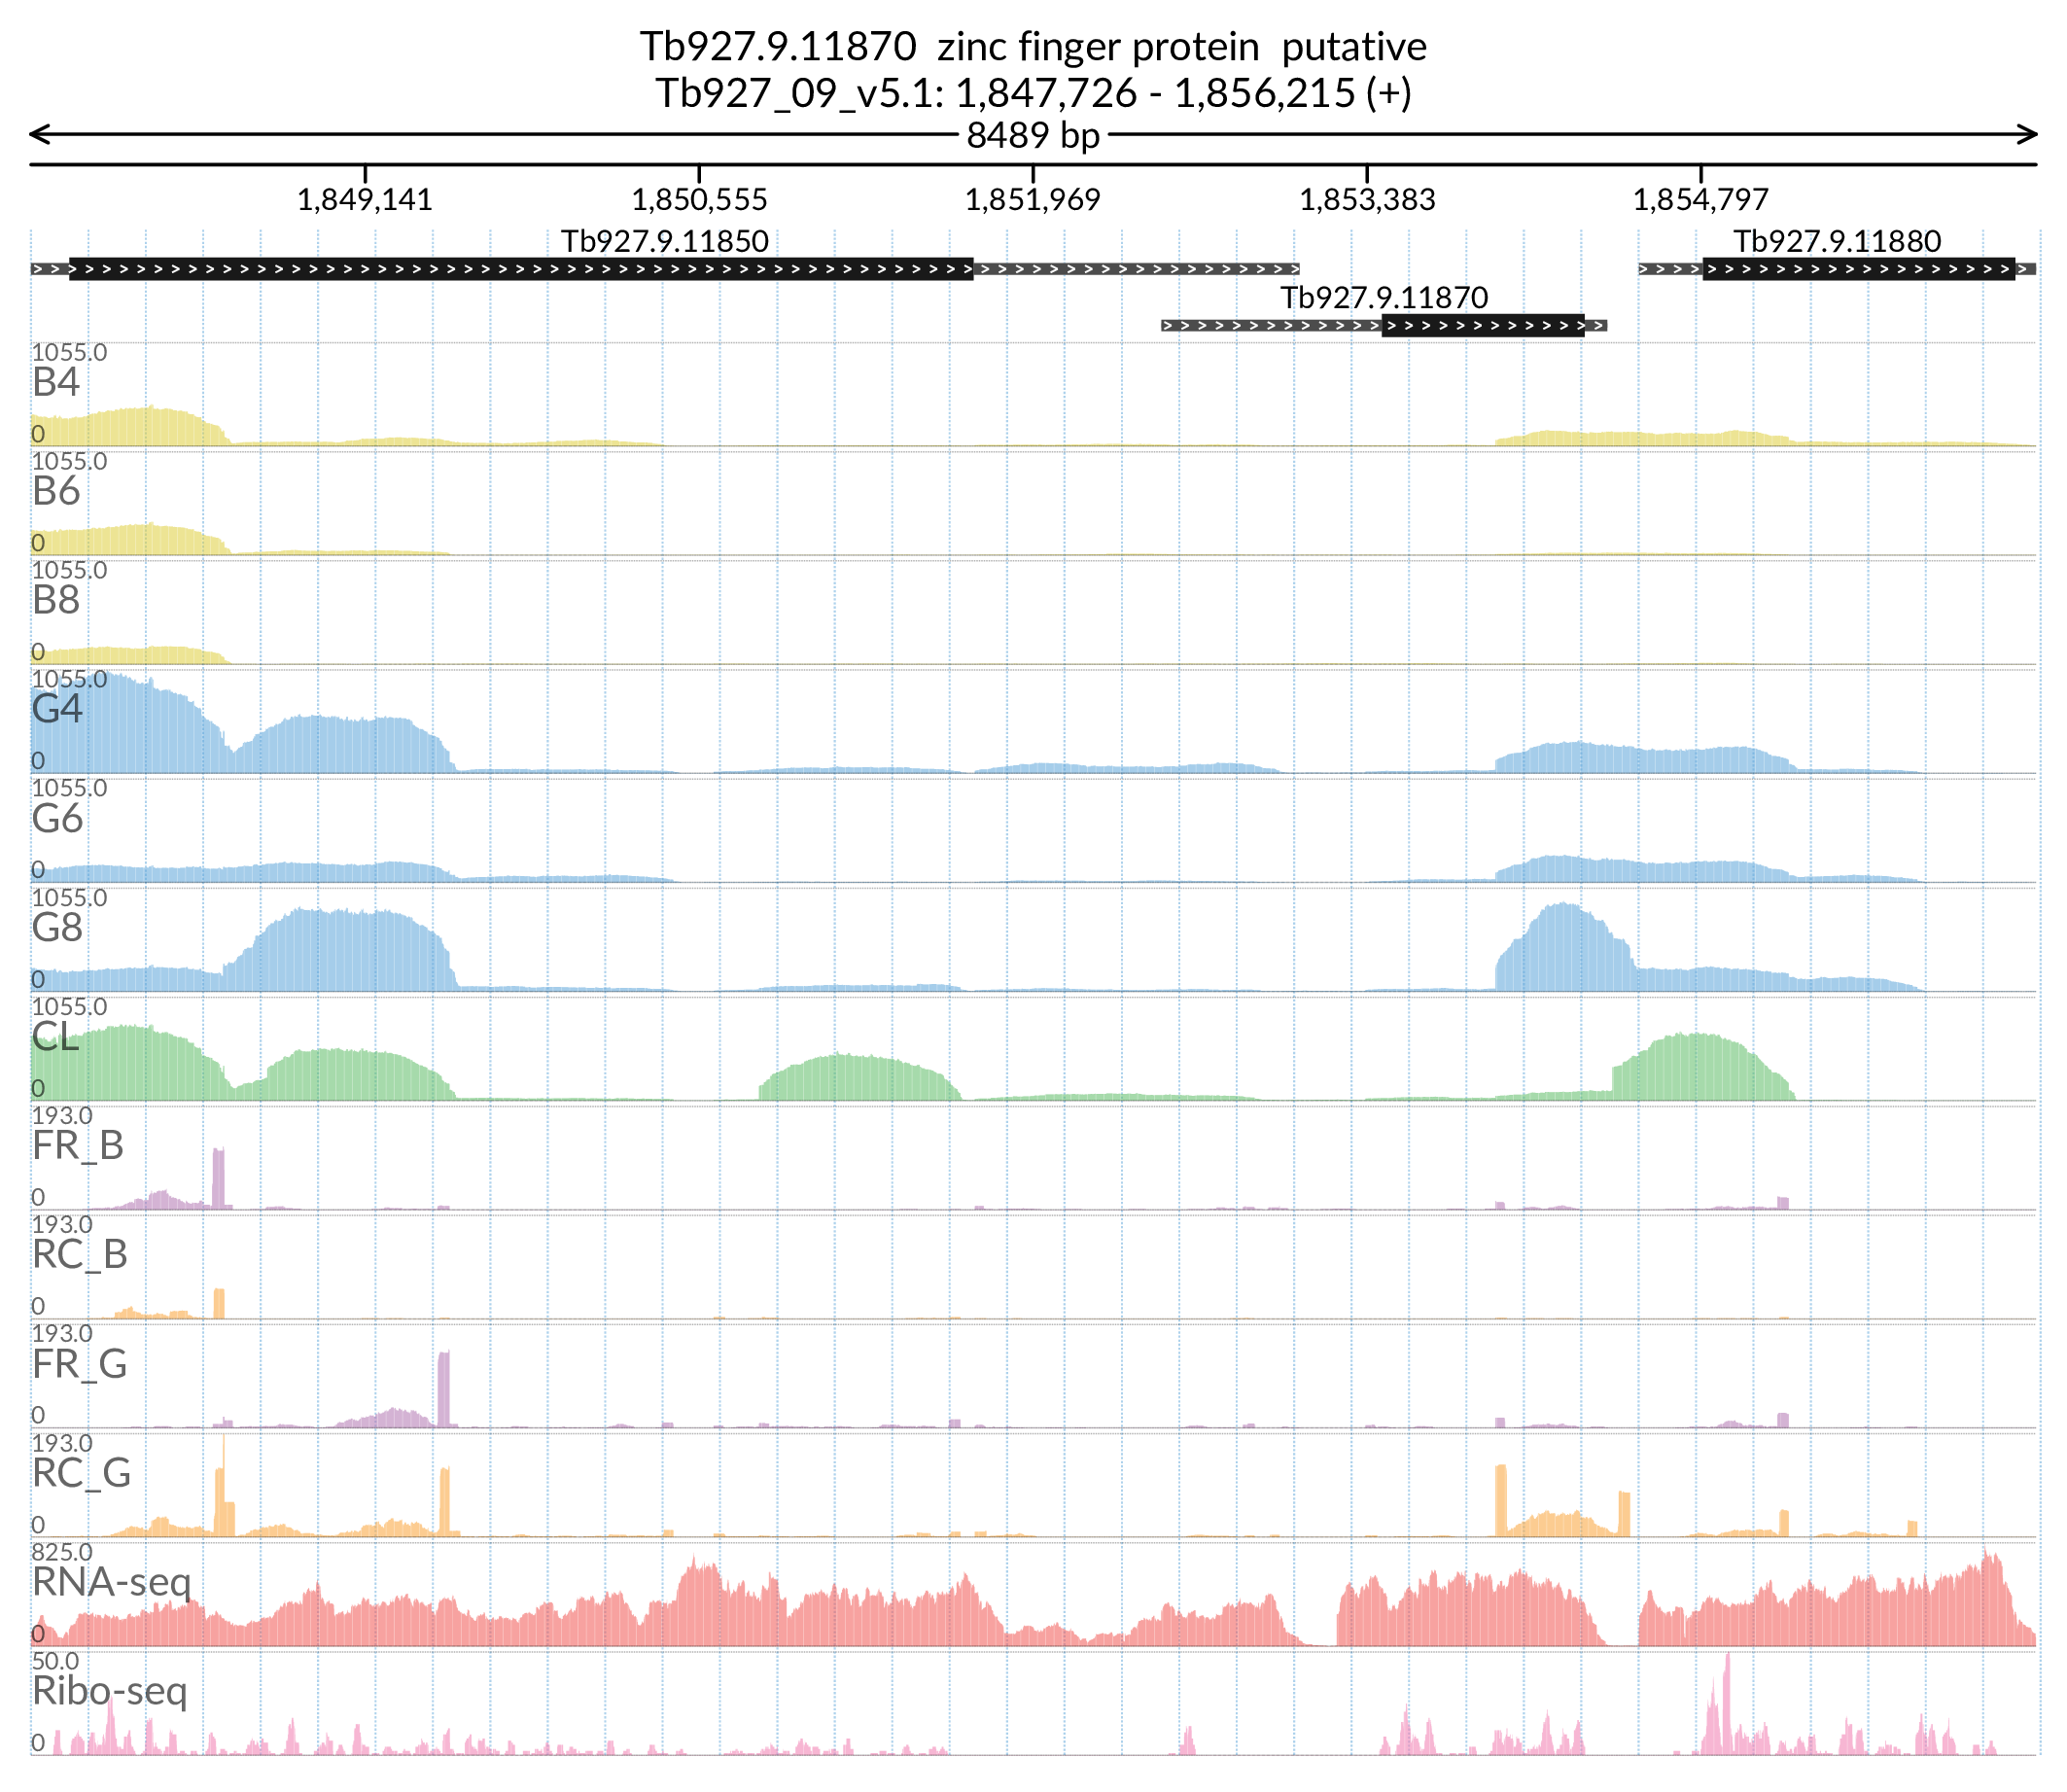 Tb927.9.11870  zinc finger protein  putative
Tb927_09_v5.1: 1,847,726 - 1,856,215 (+)
8489 bp
1,849,141 1,850,555 1,851,969 1,853,383 1,854,797
Tb927.9.11850 Tb927.9.11880
Tb927.9.11870
1055.0
B4
0
1055.0
B6
0
1055.0
B8
0
1055.0
G4
0
1055.0
G6
0
1055.0
G8
0
1055.0
CL
0
193.0
FR_B
0
193.0
RC_B
0
193.0
FR_G
0
193.0
RC_G
0
825.0
RNA-seq
0
50.0
Ribo-seq
0